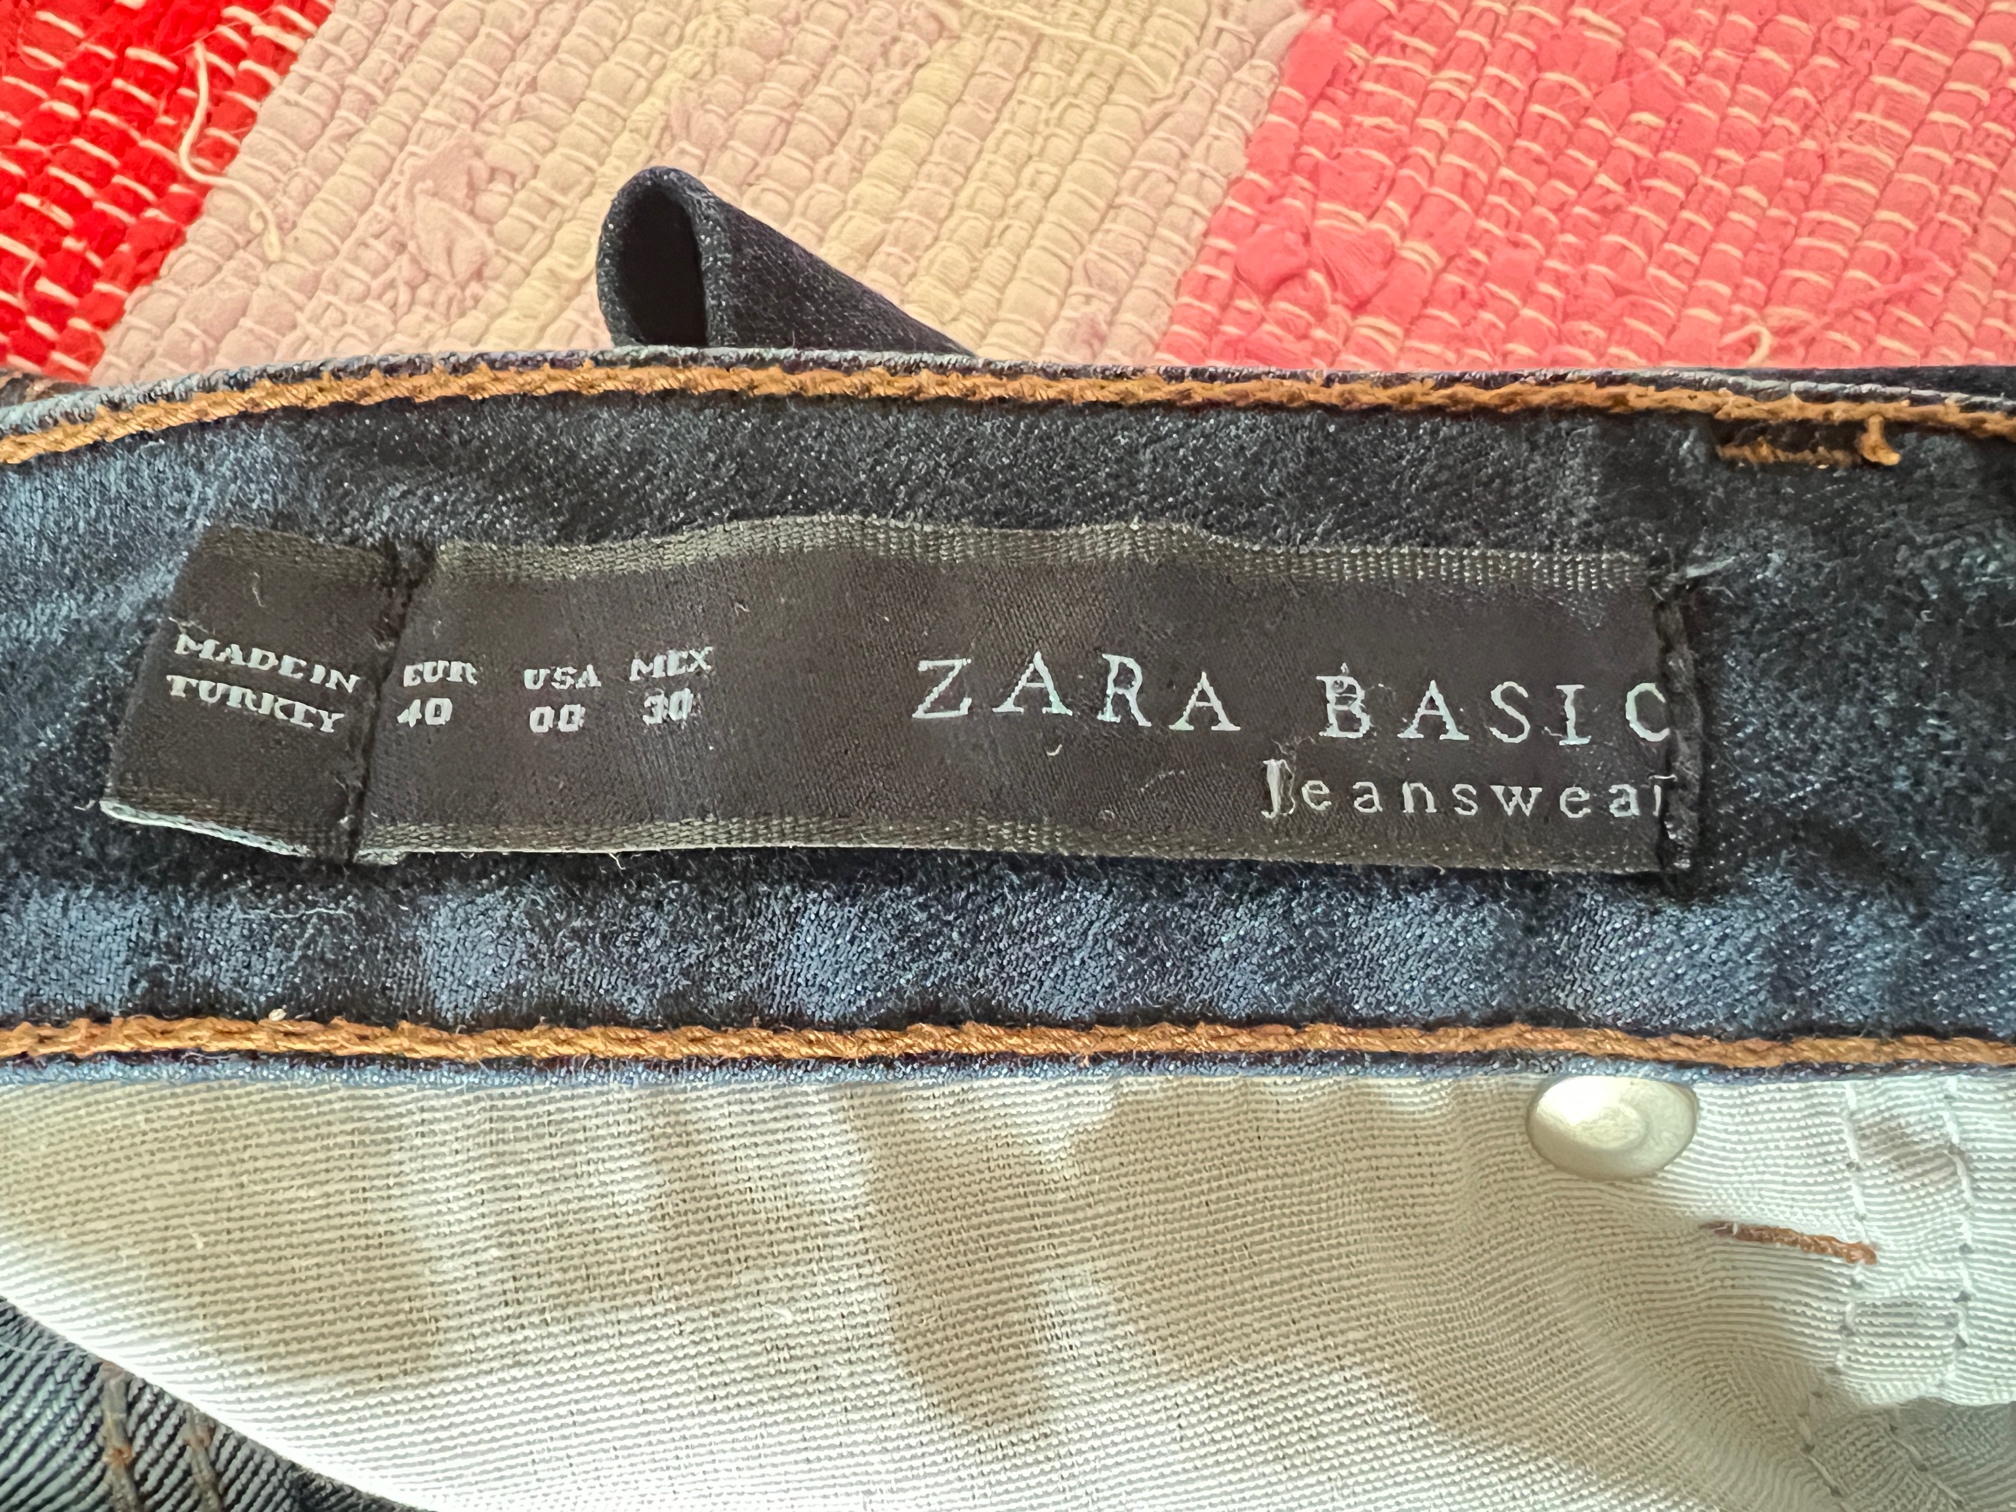 MADE IN
TURKEY
EUR USA MEX
40 08 30
ZARA BASIC
Jeanswear